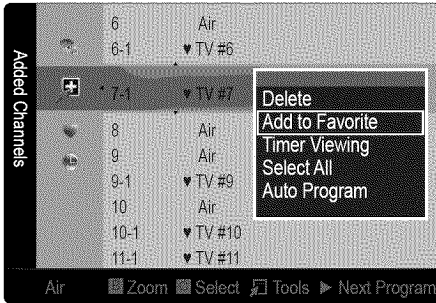 Added Channels
6 Air
6-1 ♥ TV #6
7-1 ♥ TV #7
8 Air
9 Air
9-1 ♥ TV #9
10 Air
10-1 ♥ TV #10
11-1 ♥ TV #11
Delete
Add to Favorite
Timer Viewing
Select All
Auto Program
Air Zoom Select Tools ► Next Program